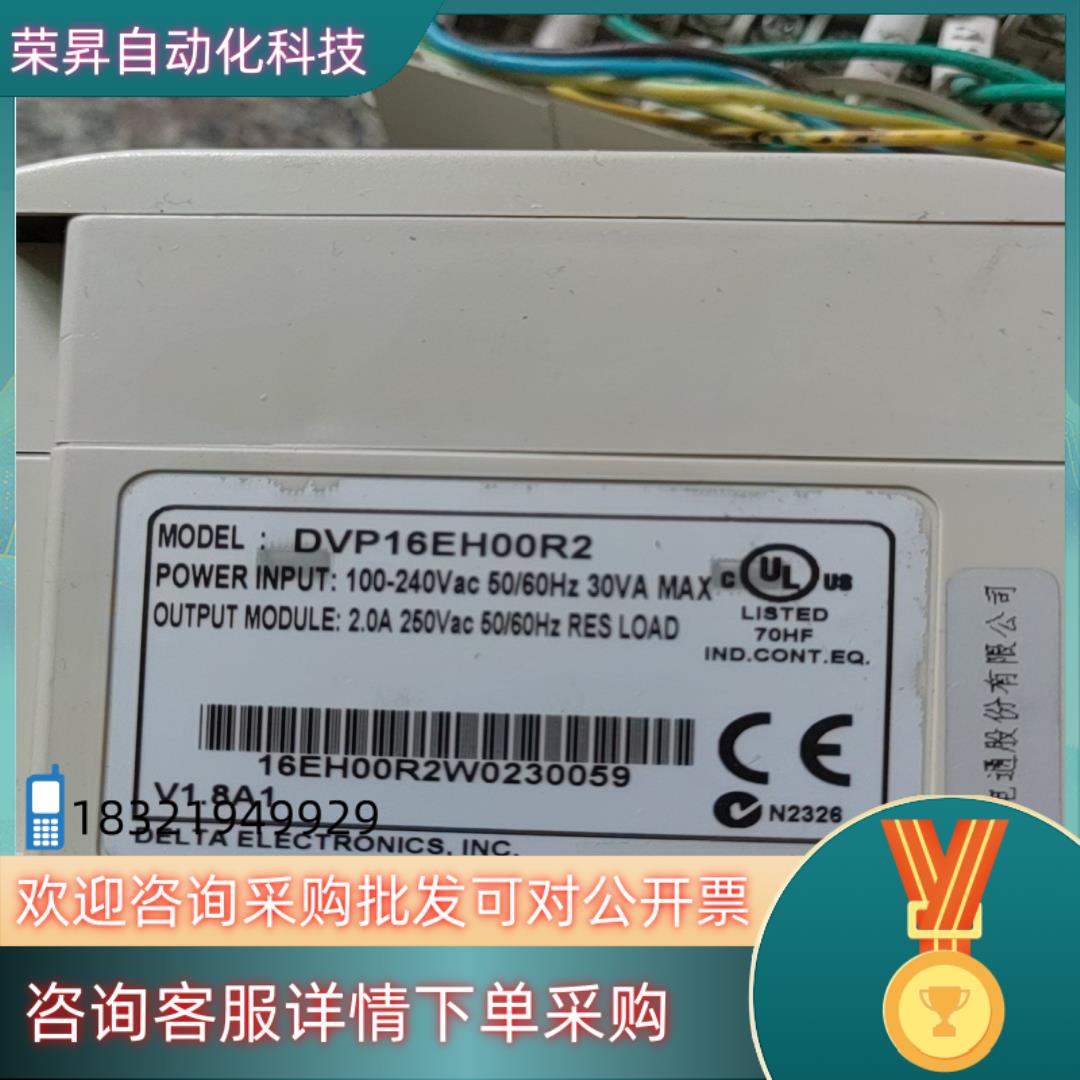 荣昇自动化科技
MODEL : DVP16EH00R2
POWER INPUT: 100-240Vac 50/60Hz 30VA MAX
OUTPUT MODULE: 2.0A 250Vac 50/60Hz RES LOAD
C UL US
LISTED
70HF
IND.CONT.EQ.
16EH00R2W0230059
CE
N2326
V1.8A1
DELTA ELECTRONICS, INC.
通股份有限公司
18321949929
欢迎咨询采购批发可对公开票
咨询客服详情下单采购